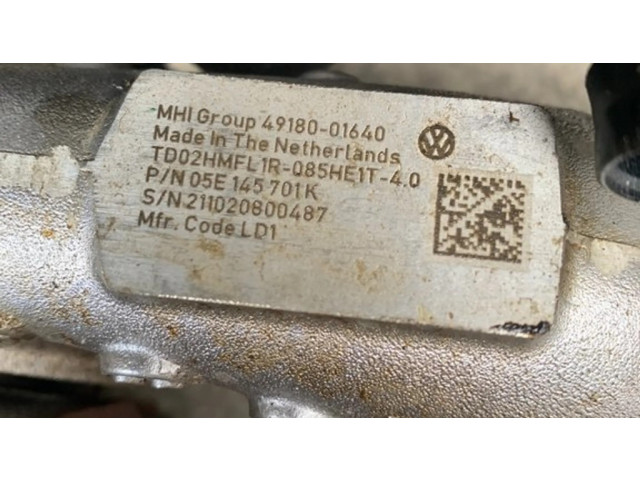 MHI Group 49180-01640
Made In The Netherlands
TD02HMFL1R-085HE1T-4.0
P/N 05E 145 701K
S/N 211020800487
Mfr. Code LD1